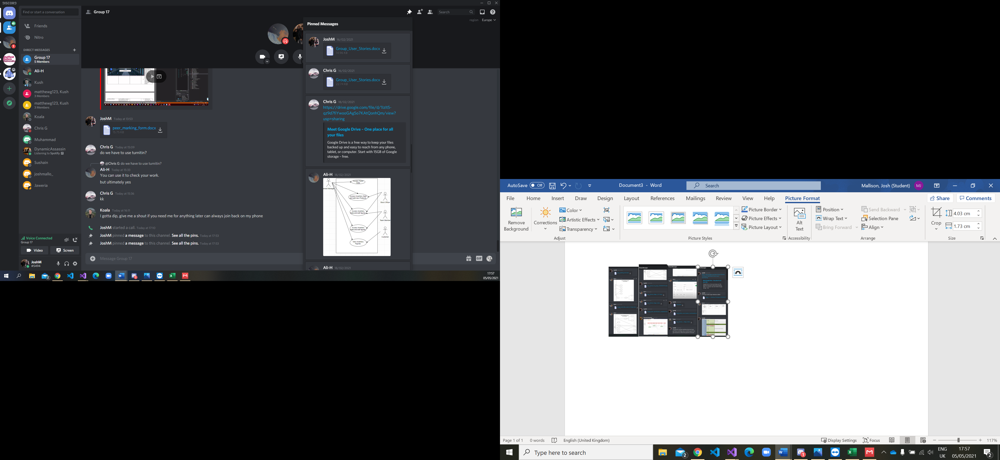 DISCORD
Find or start a conversation
Friends
Nitro
DIRECT MESSAGES
Group 17
5 Members
Ali-H
Kush
matthewg123, Kush
3 Members
matthewg123, Kush
3 Members
Koala
Chris G
Muhammad
DynamicAssassin
Listening to Spotify
Sushain
joshmallo_
Jaweria
Voice Connected
Group 17
Video
Screen
JoshM
#5494
Group 17
Search
region Europe
JoshM Today at 13:53
peer_marking_form.docx
15.75 KB
Chris G Today at 15:09
do we have to use turnitin?
@Chris G do we have to use turnitin?
Ali-H Today at 15:33
You can use it to check your work.
but ultimately yes
Chris G Today at 15:36
kk
Koala Today at 16:11
I gotta dip, give me a shout if you need me for anything later can always join back on my phone
JoshM started a call. Today at 17:10
JoshM pinned a message to this channel. See all the pins. Today at 17:53
JoshM pinned a message to this channel. See all the pins. Today at 17:53
Message Group 17
GIF
Pinned Messages
JoshM 16/02/2021
Group_User_Stories.docx
14.96 KB
Chris G 16/02/2021
Group_User_Stories.docx
22.74 KB
Chris G 18/02/2021
https://drive.google.com/file/d/1lzIt5-
qz9d7fiYwooGAg5o7KAtQonhQm/view?
usp=sharing
Meet Google Drive – One place for all
your files
Google Drive is a free way to keep your files
backed up and easy to reach from any phone,
tablet, or computer. Start with 15GB of Google
storage – free.
Ali-H 18/02/2021
Access Trend
Data
eneral Manager
Access Inventory Data
and edit new Products
Stock Officer
Access Inventory
Data and edit figures
Team Member
Access Inventory
Data and edit figures
Customer
View Inventory
Figures
Ali-H 18/02/2021
17:57
05/05/2021
AutoSave Off
Document3 - Word
Search
Mallison, Josh (Student)
MJ
File Home Insert Draw Design Layout References Mailings Review View Help Picture Format
Share
Comments
Remove
Background
Corrections
Color
Artistic Effects
Transparency
Adjust
Picture Styles
Picture Border
Picture Effects
Picture Layout
Alt
Text
Accessibility
Position
Wrap Text
Bring Forward
Send Backward
Selection Pane
Align
Arrange
Crop
4.03 cm
1.73 cm
Size
Page 1 of 1
0 words
English (United Kingdom)
Display Settings
Focus
117%
Type here to search
ENG
UK
17:57
05/05/2021